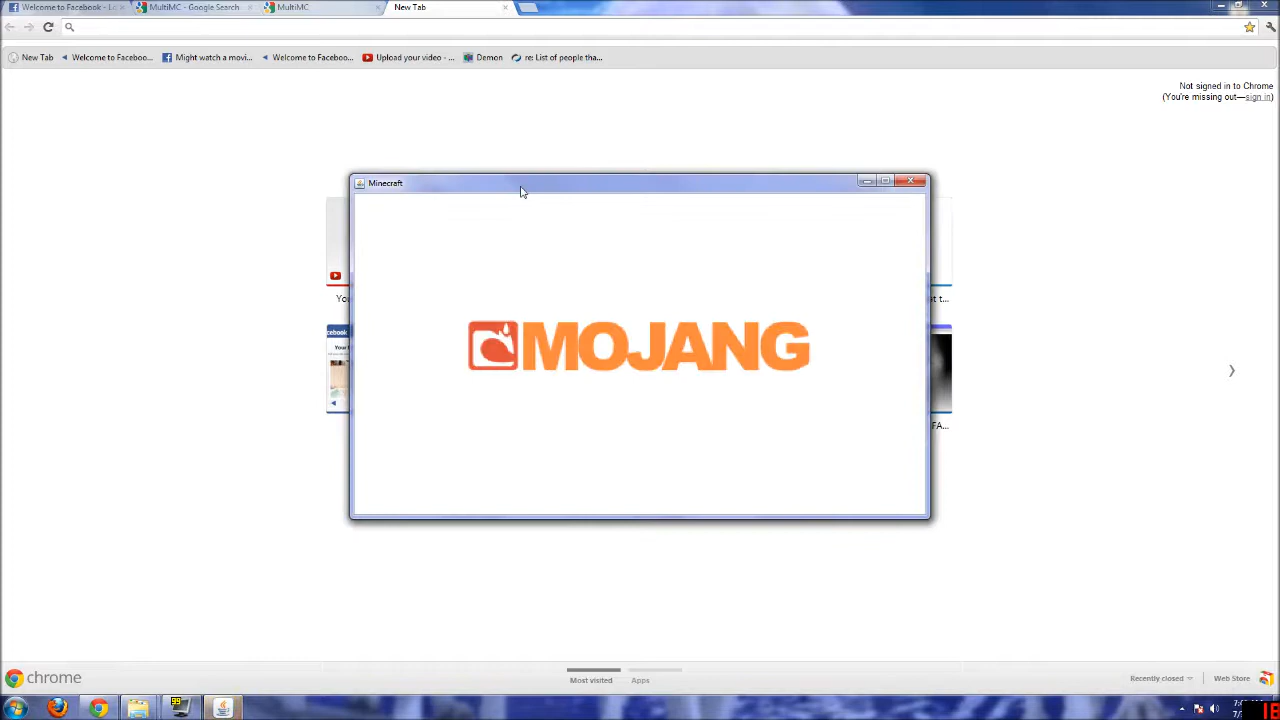 Welcome to Facebook - Lo
MultiMC - Google Search
MultiMC
New Tab
New Tab
Welcome to Faceboo...
Might watch a movi...
Welcome to Faceboo...
Upload your video - ...
Demon
re: List of people tha...
Not signed in to Chrome
(You're missing out—sign in)
Minecraft
MOJANG
chrome
Most visited
Apps
Recently closed
Web Store